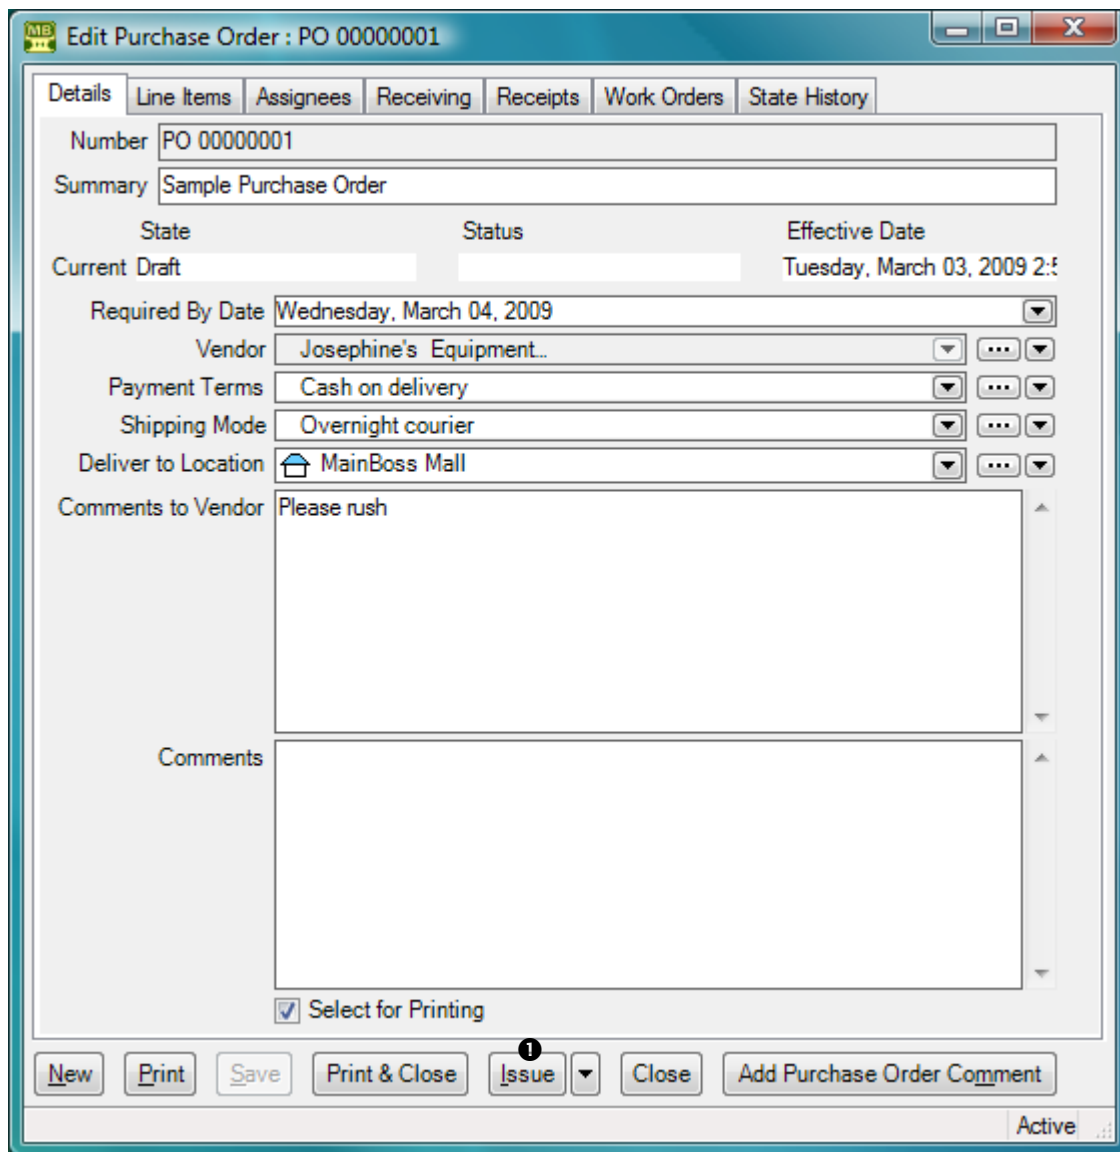 MB
III
Edit Purchase Order : PO 00000001
Details Line Items Assignees Receiving Receipts Work Orders State History
Number PO 00000001
Summary Sample Purchase Order
State Status Effective Date
Current Draft Tuesday, March 03, 2009 2:5
Required By Date Wednesday, March 04, 2009
Vendor Josephine's Equipment...
Payment Terms Cash on delivery
Shipping Mode Overnight courier
Deliver to Location MainBoss Mall
Comments to Vendor Please rush
Comments
Select for Printing
1
New Print Save Print & Close Issue Close Add Purchase Order Comment
Active